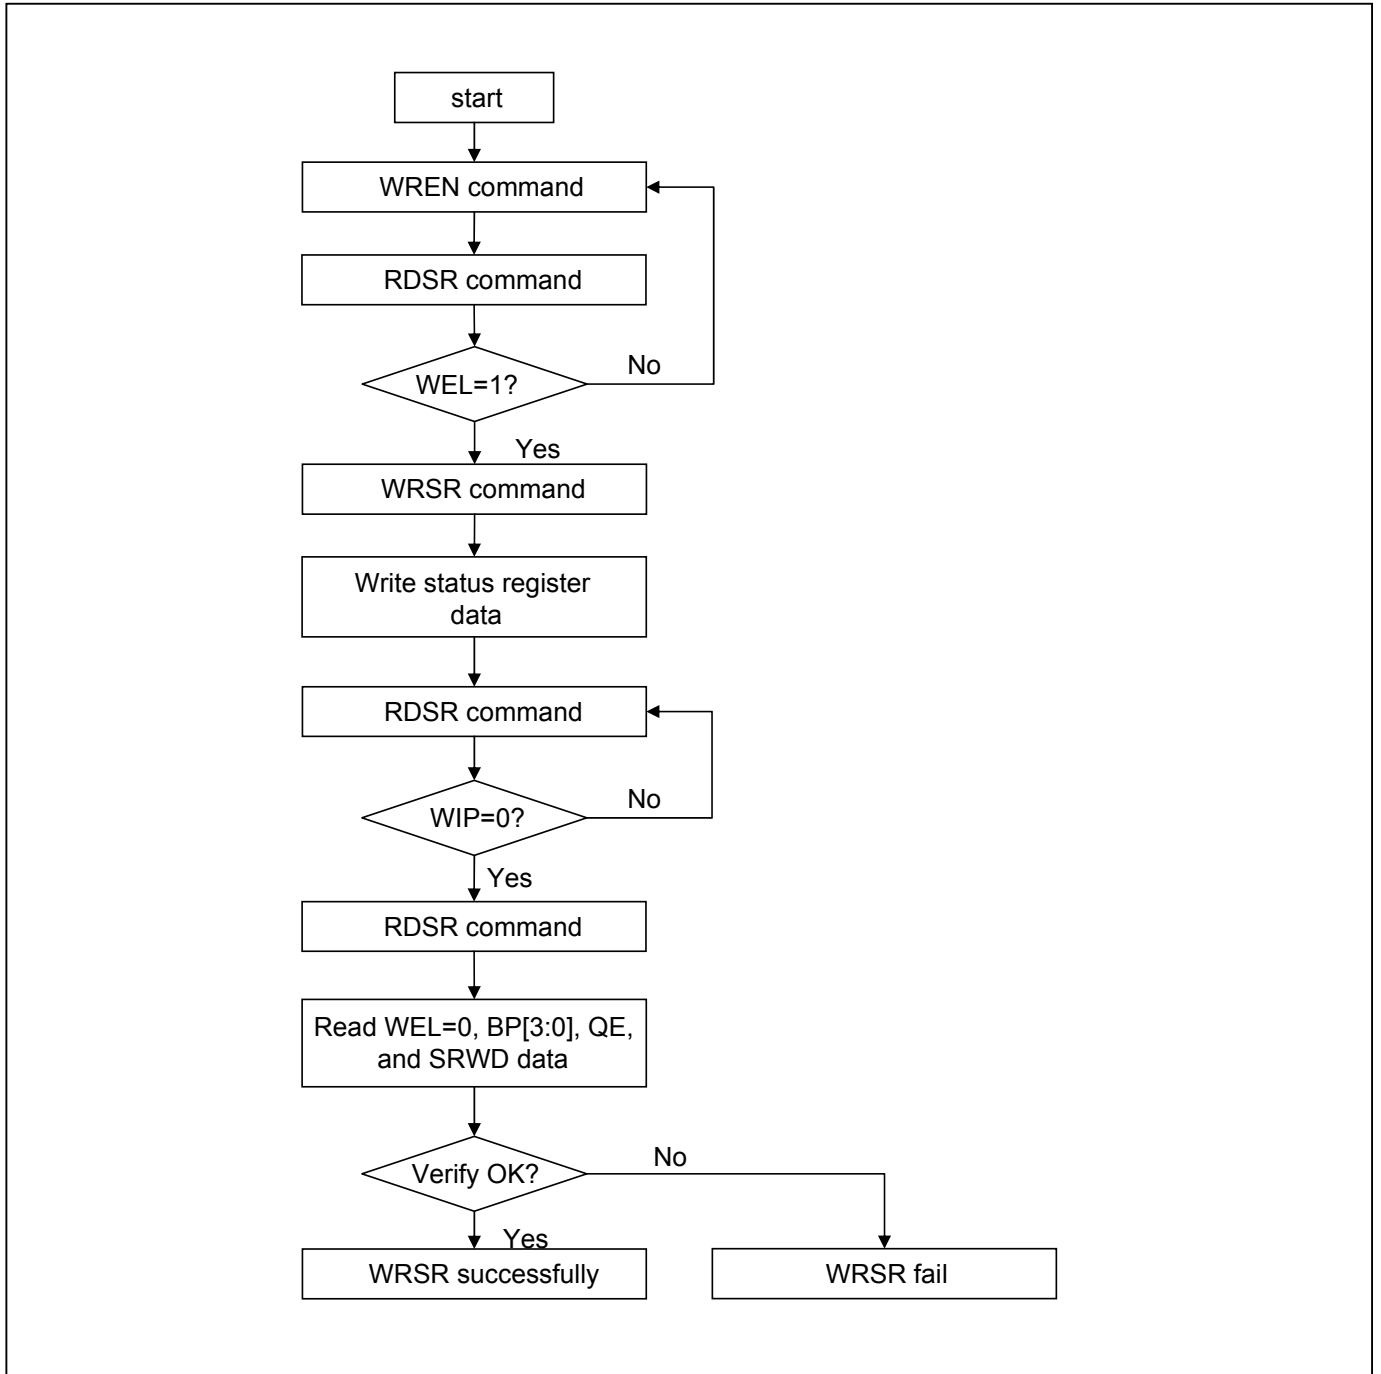 start
WREN command
RDSR command
WEL=1?
No
Yes
WRSR command
Write status register
data
RDSR command
WIP=0?
No
Yes
RDSR command
Read WEL=0, BP[3:0], QE,
and SRWD data
Verify OK?
No
Yes
WRSR successfully
WRSR fail